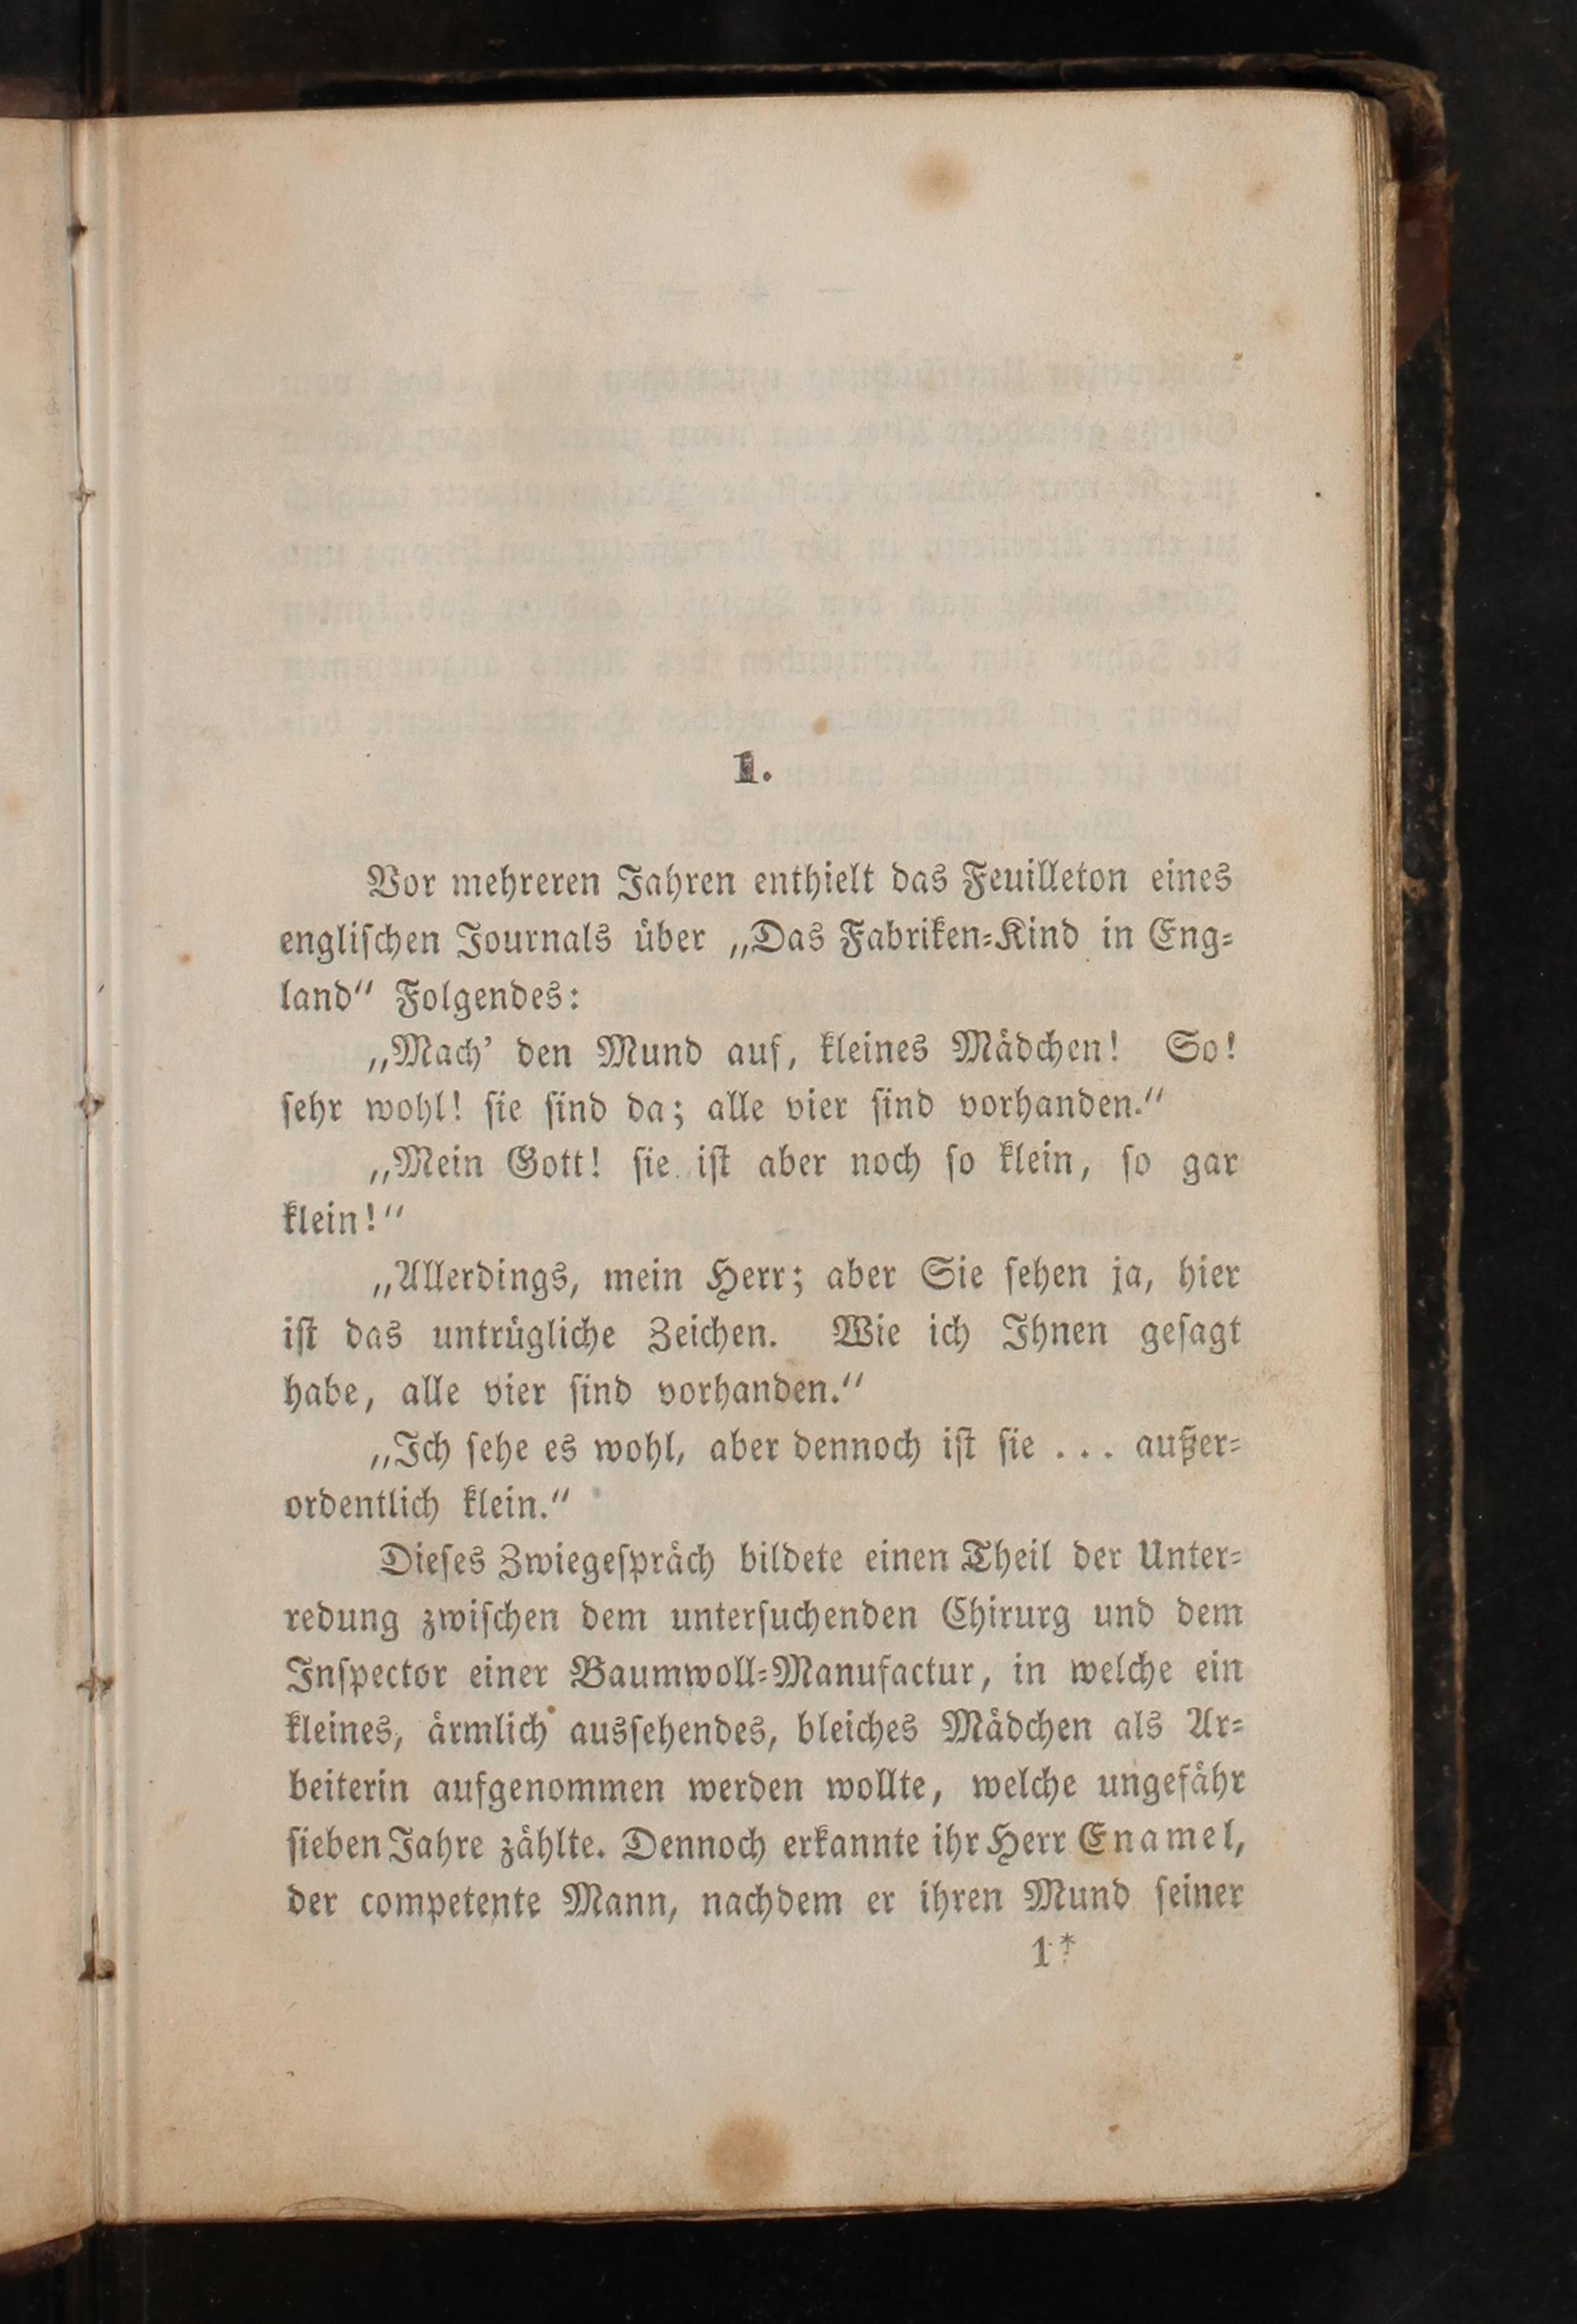 1.
Vor mehreren Jahren enthielt das Feuilleton eines
engliſchen Journals über „Das Fabriken-Kind in Eng-
land“ Folgendes:
„Mach’ den Mund auf, kleines Mädchen! So!
ſehr wohl! ſie ſind da; alle vier ſind vorhanden.“
„Mein Gott! ſie iſt aber noch ſo klein, ſo gar
klein!“
„Allerdings, mein Herr; aber Sie ſehen ja, hier
iſt das untrügliche Zeichen. Wie ich Ihnen geſagt
habe, alle vier ſind vorhanden.“
„Ich ſehe es wohl, aber dennoch iſt ſie . . . außer-
ordentlich klein.“
Dieſes Zwiegeſpräch bildete einen Theil der Unter-
redung zwiſchen dem unterſuchenden Chirurg und dem
Inſpector einer Baumwoll-Manufactur, in welche ein
kleines, ärmlich ausſehendes, bleiches Mädchen als Ar-
beiterin aufgenommen werden wollte, welche ungefähr
ſieben Jahre zählte. Dennoch erkannte ihr Herr Enamel,
der competente Mann, nachdem er ihren Mund ſeiner
1*